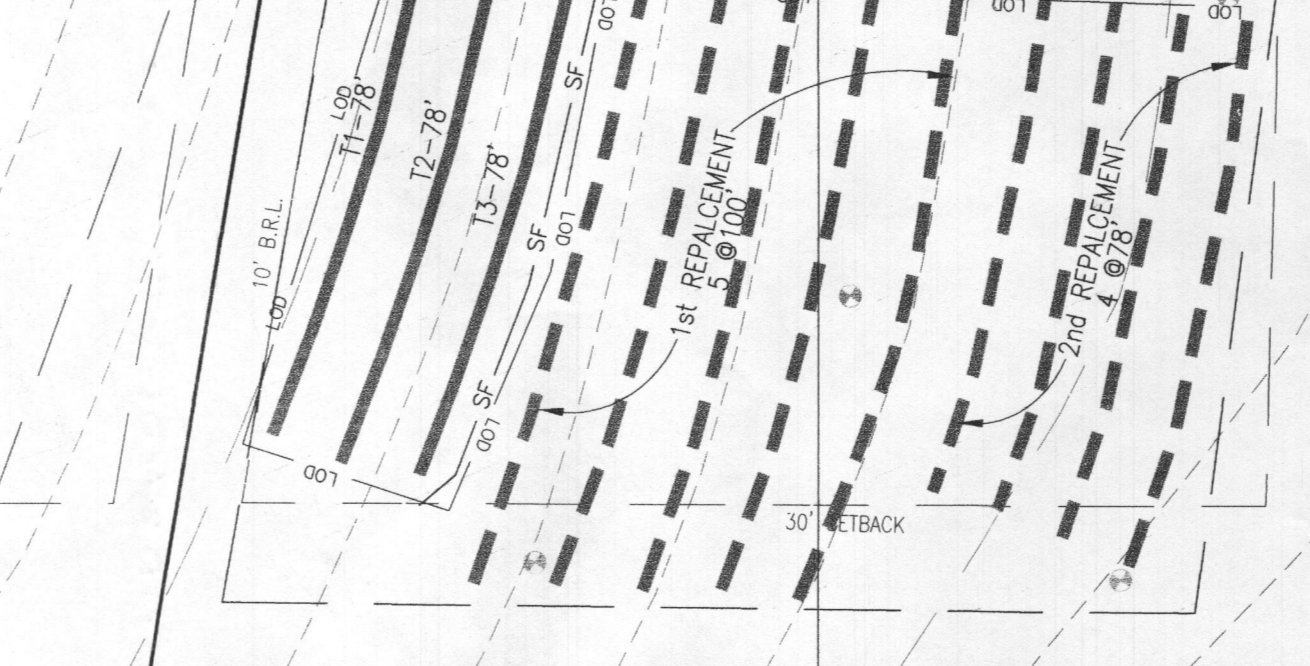 LOD
LOD
LOD
SF
LOD
T1-78'
T2-78'
T3-78'
10' B.R.L.
SF
LOD
LOD
1st REPALCEMENT
5 @100'
2nd REPALCEMENT
4 @78'
SF
LOD
LOD
30' SETBACK